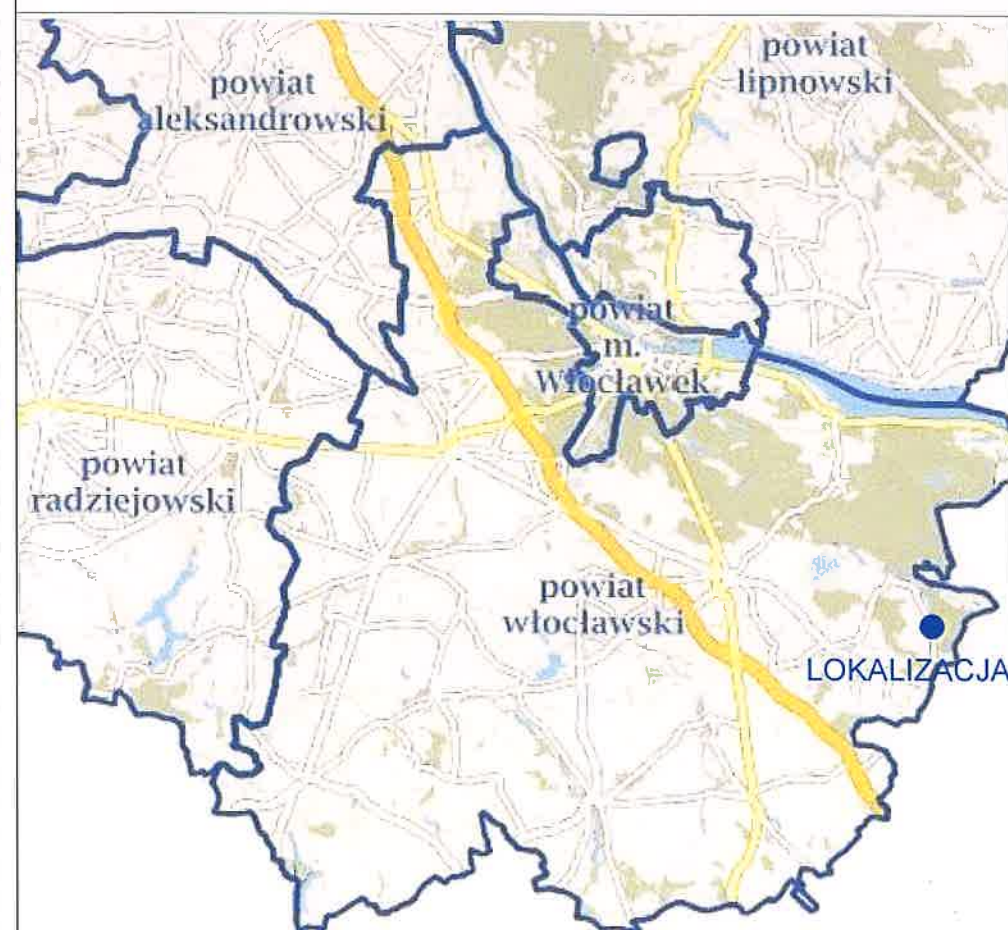 powiat
aleksandrowski
powiat
lipnowski
powiat
m.
Włocławek
powiat
radziejowski
powiat
włocławski
LOKALIZACJA